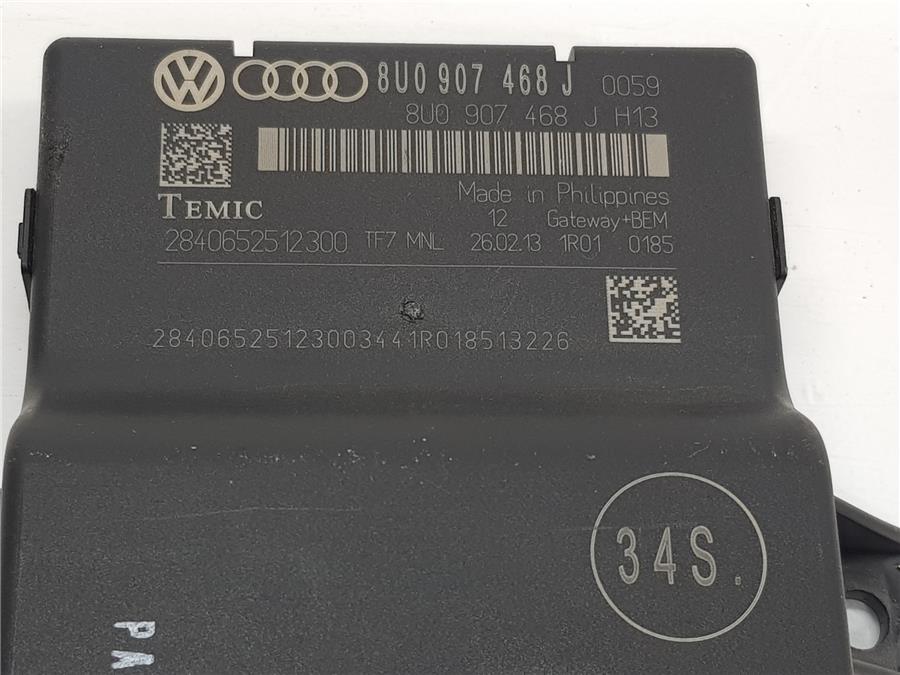 8U0 907 468 J 0059
8U0 907 468 J H13
Made in Philippines
TEMIC
12 Gateway+BEM
2840652512300 TF7 MNL 26.02.13 1R01 0185
28406525123003441R018513226
34S.
PA